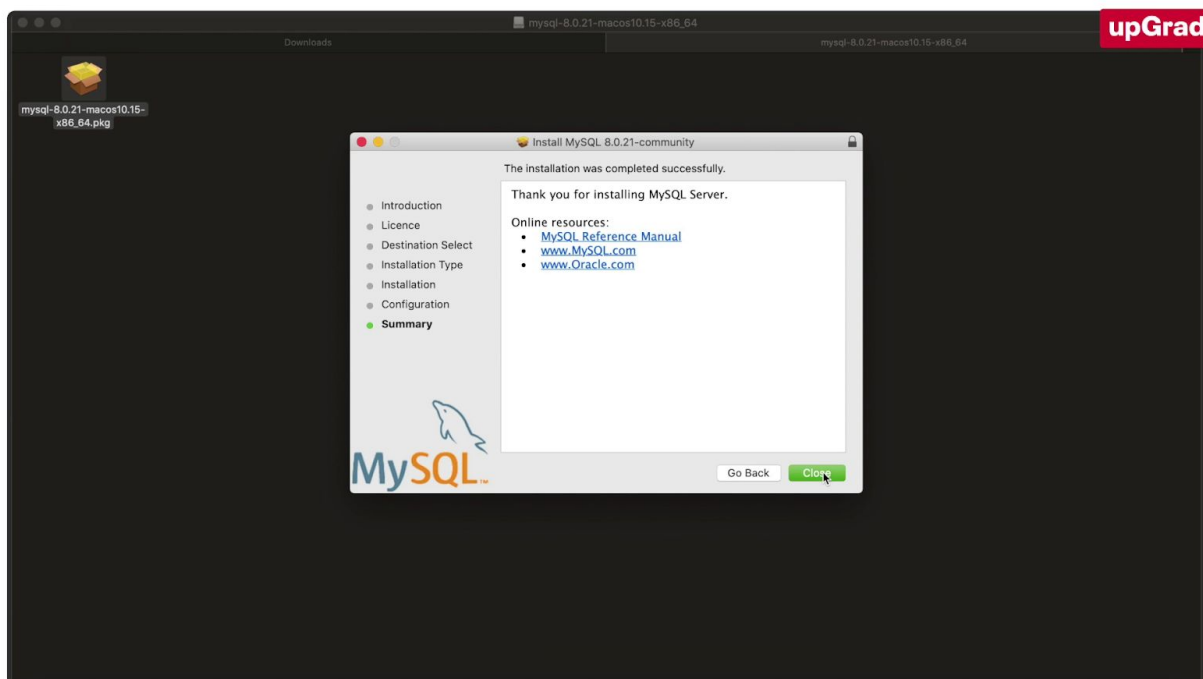 mysql-8.0.21-macos10.15-x86_64
upGrad
Downloads
mysql-8.0.21-macos10.15-x86_64
mysql-8.0.21-macos10.15-
x86_64.pkg
Install MySQL 8.0.21-community
The installation was completed successfully.
Introduction
Licence
Destination Select
Installation Type
Installation
Configuration
Summary
Thank you for installing MySQL Server.
Online resources:
• MySQL Reference Manual
• www.MySQL.com
• www.Oracle.com
MySQL™
Go Back
Close